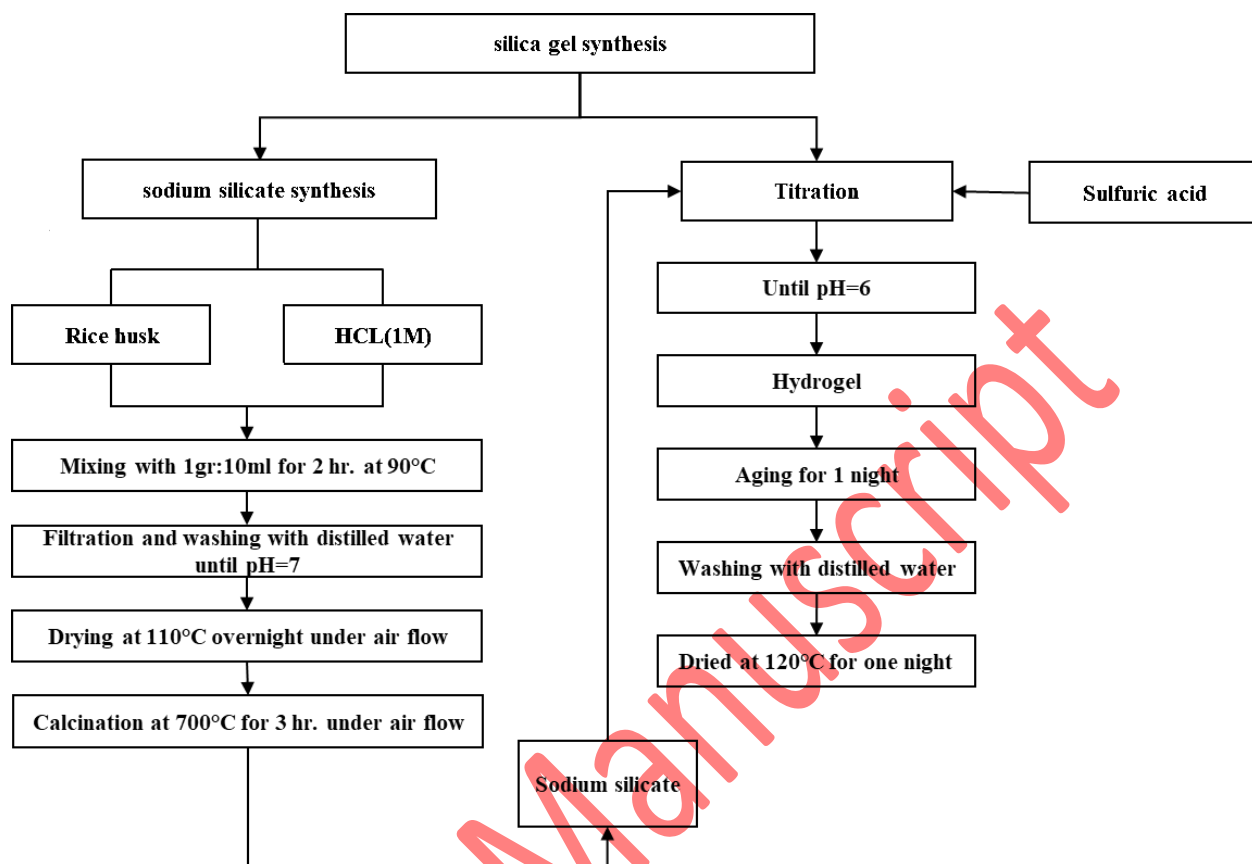 silica gel synthesis
sodium silicate synthesis
Rice husk
HCL(1M)
Mixing with 1gr:10ml for 2 hr. at 90°C
Filtration and washing with distilled water
until pH=7
Drying at 110°C overnight under air flow
Calcination at 700°C for 3 hr. under air flow
Sodium silicate
Titration
Sulfuric acid
Until pH=6
Hydrogel
Aging for 1 night
Washing with distilled water
Dried at 120°C for one night
Manuscript